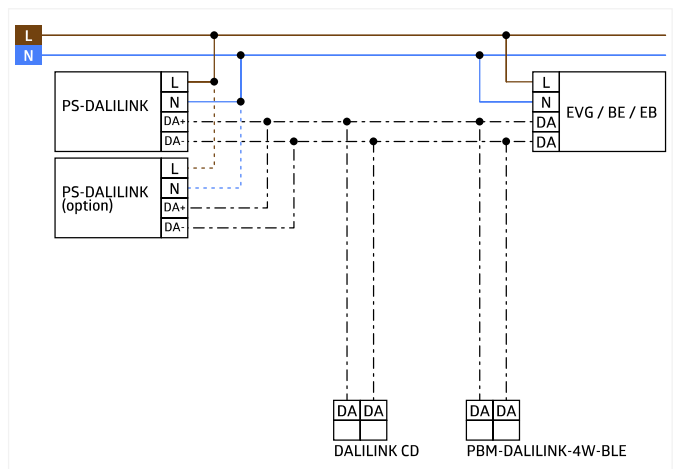 L
N
PS-DALILINK
L
N
DA+
DA-
L
N
DA
DA
EVG / BE / EB
PS-DALILINK
(option)
L
N
DA+
DA-
DA DA
DALILINK CD
DA DA
PBM-DALILINK-4W-BLE